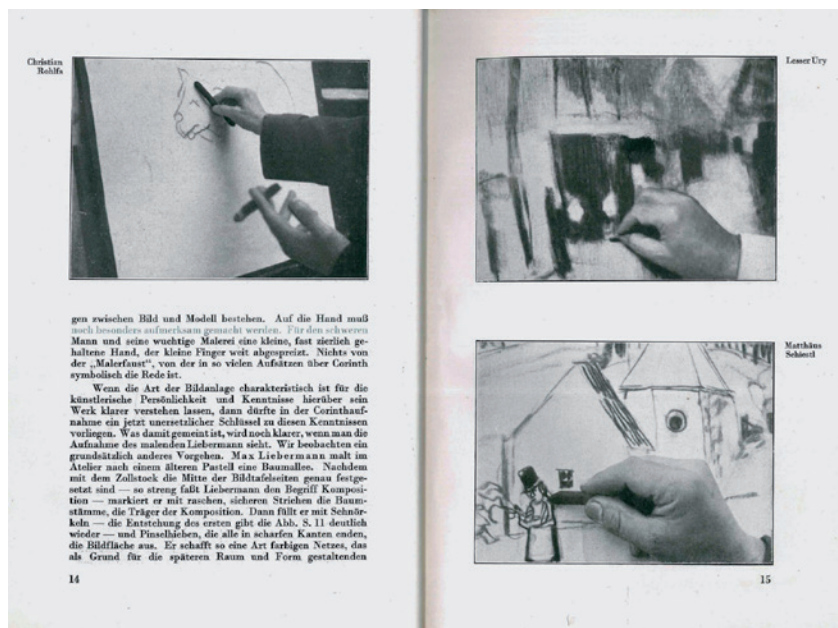 Christian
Rohlfs
gen zwischen Bild und Modell bestehen. Auf die Hand muß
noch besonders aufmerksam gemacht werden. Für den schweren
Mann und seine wuchtige Malerei eine kleine, fast zierlich ge-
haltene Hand, der kleine Finger weit abgespreizt. Nichts von
der „Malerfaust“, von der in so vielen Aufsätzen über Corinth
symbolisch die Rede ist.
Wenn die Art der Bildanlage charakteristisch ist für die
künstlerische Persönlichkeit und Kenntnisse hierüber sein
Werk klarer verstehen lassen, dann dürfte in der Corinthauf-
nahme ein jetzt unersetzlicher Schlüssel zu diesen Kenntnissen
vorliegen. Was damit gemeint ist, wird noch klarer, wenn man die
Aufnahme des malenden Liebermann sieht. Wir beobachten ein
grundsätzlich anderes Vorgehen. Max Liebermann malt im
Atelier nach einem älteren Pastell eine Baumallee. Nachdem
mit dem Zollstock die Mitte der Bildtafelseiten genau festge-
setzt sind — so streng faßt Liebermann den Begriff Komposi-
tion — markiert er mit raschen, sicheren Strichen die Baum-
stämme, die Träger der Komposition. Dann füllt er mit Schnör-
keln — die Entstehung des ersten gibt die Abb. S. 11 deutlich
wieder — und Pinselhieben, die alle in scharfen Kanten enden,
die Bildfläche aus. Er schafft so eine Art farbigen Netzes, das
als Grund für die späteren Raum und Form gestaltenden
14
Lesser Ury
Matthäus
Schiestl
15